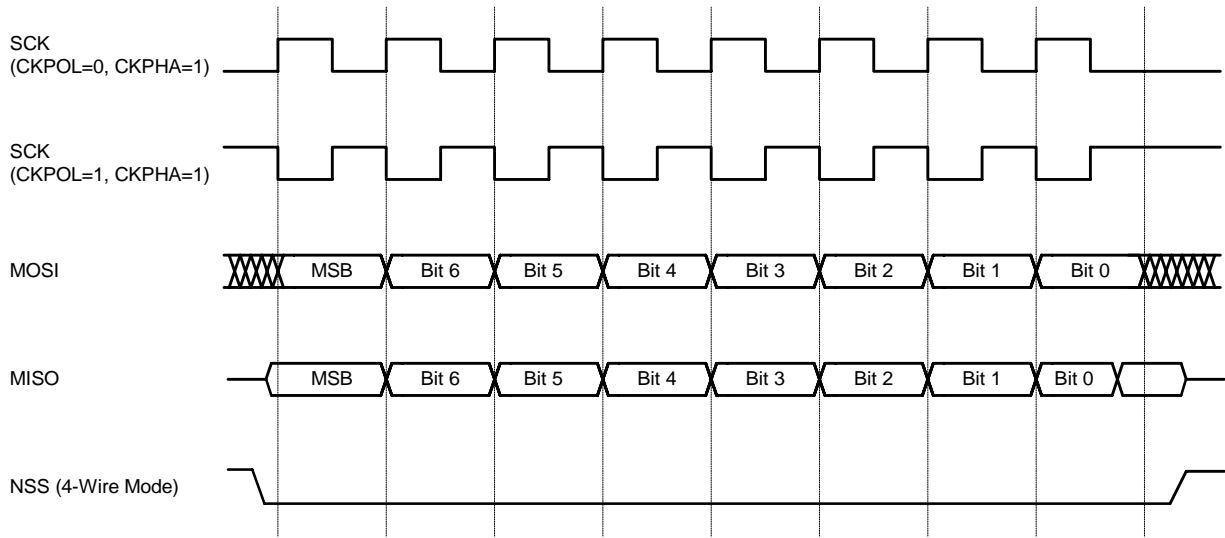 SCK
(CKPOL=0, CKPHA=1)
SCK
(CKPOL=1, CKPHA=1)
MOSI
MSB
Bit 6
Bit 5
Bit 4
Bit 3
Bit 2
Bit 1
Bit 0
MISO
MSB
Bit 6
Bit 5
Bit 4
Bit 3
Bit 2
Bit 1
Bit 0
NSS (4-Wire Mode)